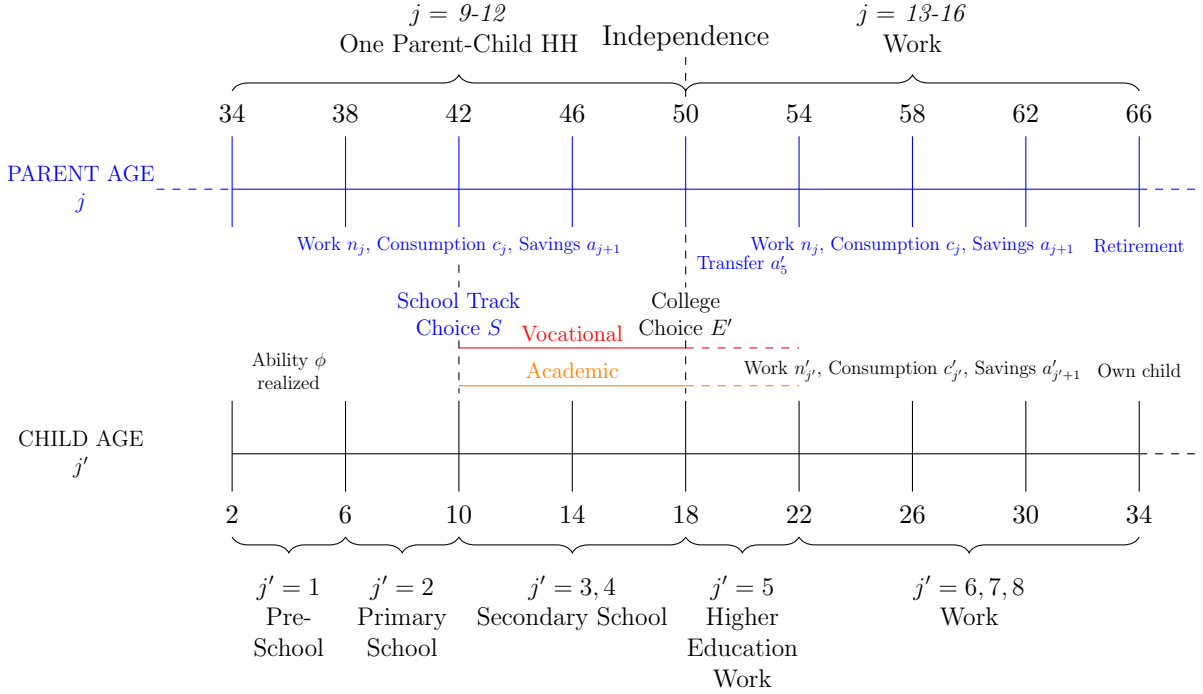 j = 9-12
One Parent-Child HH
Independence
j = 13-16
Work
34 38 42 46 50 54 58 62 66
PARENT AGE
j
Work n_j, Consumption c_j, Savings a_{j+1}
Work n_j, Consumption c_j, Savings a_{j+1}
Retirement
Transfer a'_5
School Track
Choice S
College
Choice E'
Vocational
Academic
Ability ϕ
realized
Work n'_{j'}, Consumption c'_{j'}, Savings a'_{j'+1}
Own child
CHILD AGE
j'
2 6 10 14 18 22 26 30 34
j' = 1
Pre-
School
j' = 2
Primary
School
j' = 3, 4
Secondary School
j' = 5
Higher
Education
Work
j' = 6, 7, 8
Work